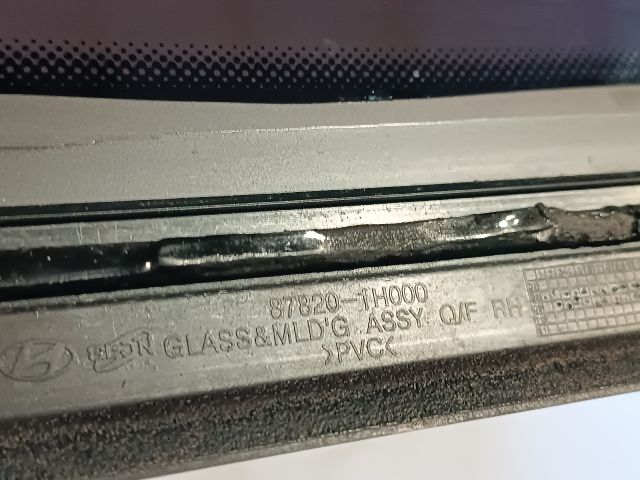 87820-1H000
GLASS&MLD'G ASSY Q/F RH
>PVC<